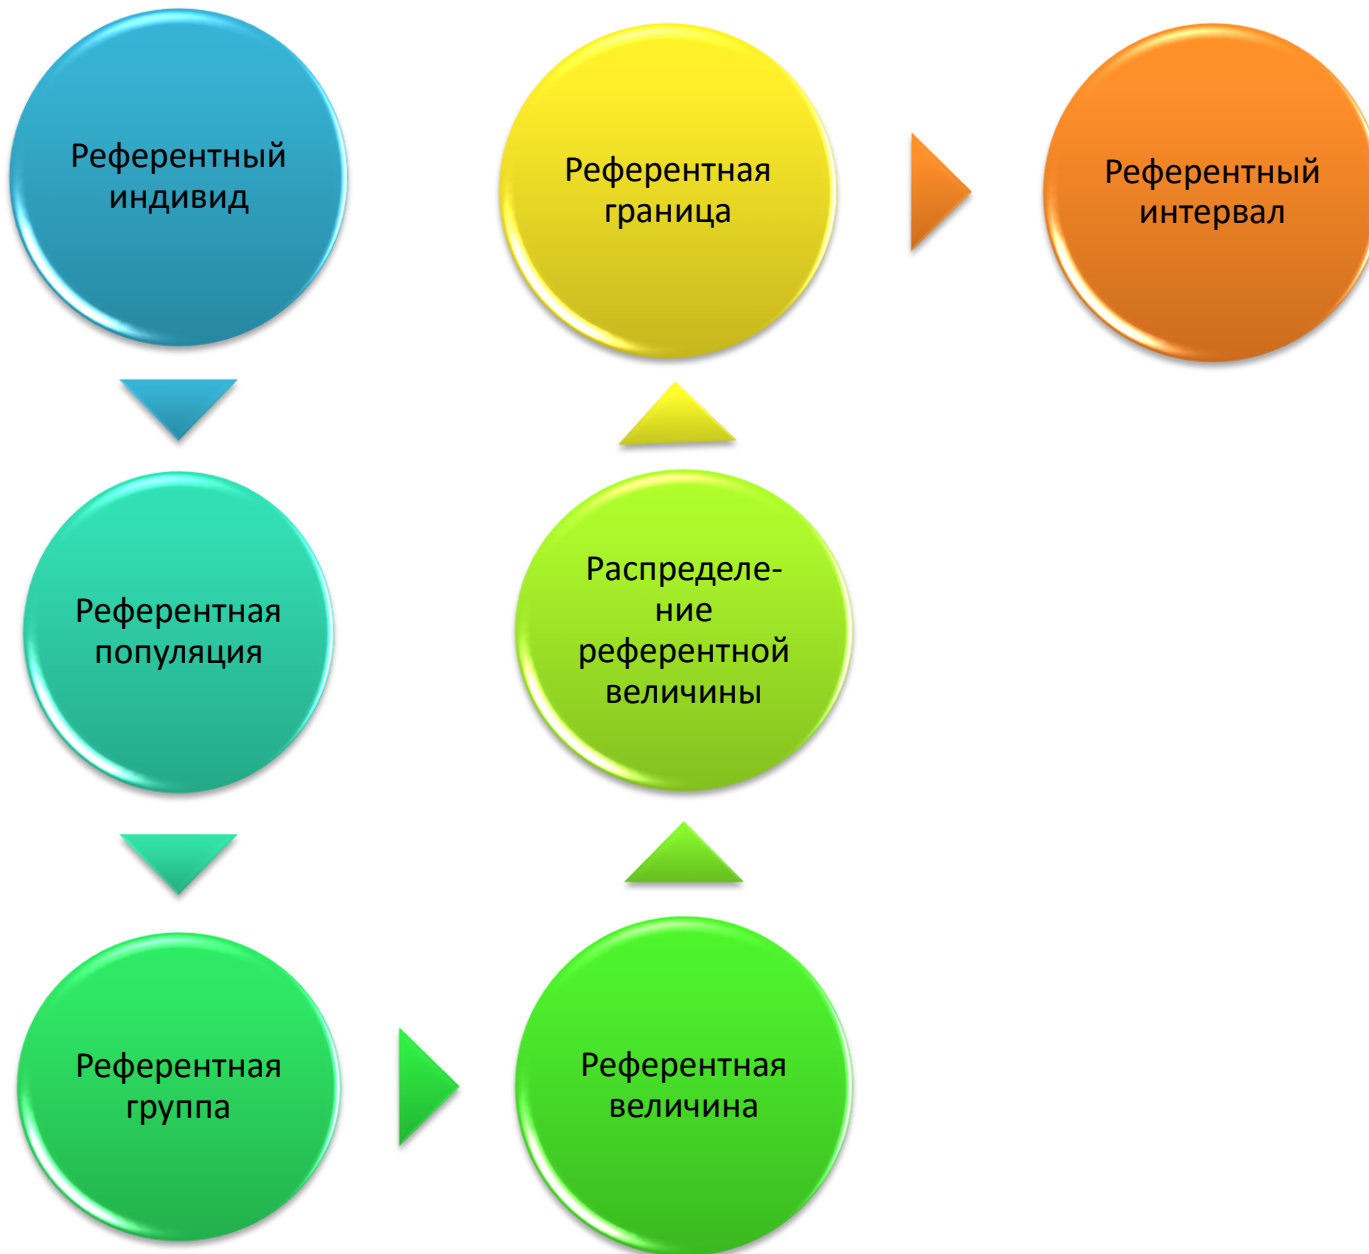 Референтный
индивид
Референтная
популяция
Референтная
группа
Референтная
величина
Распределе-
ние
референтной
величины
Референтная
граница
Референтный
интервал